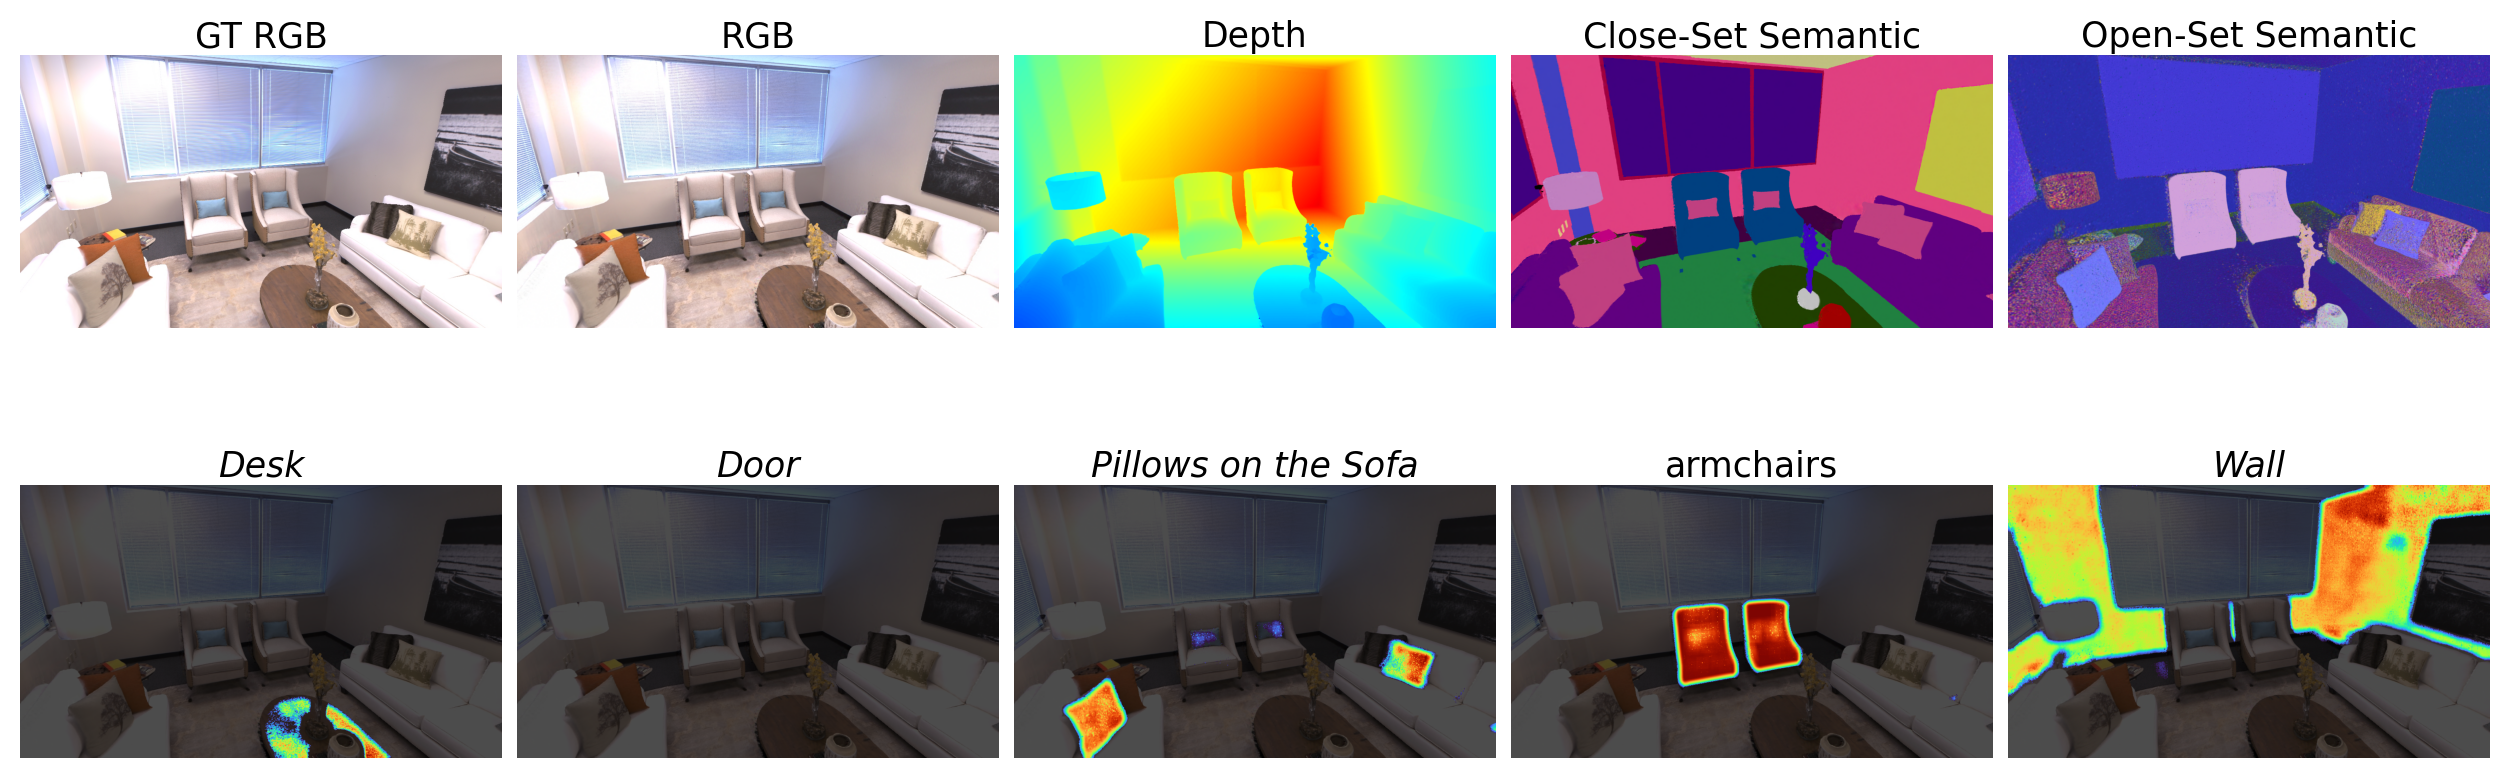 GT RGB
RGB
Depth
Close-Set Semantic
Open-Set Semantic
Desk
Door
Pillows on the Sofa
armchairs
Wall